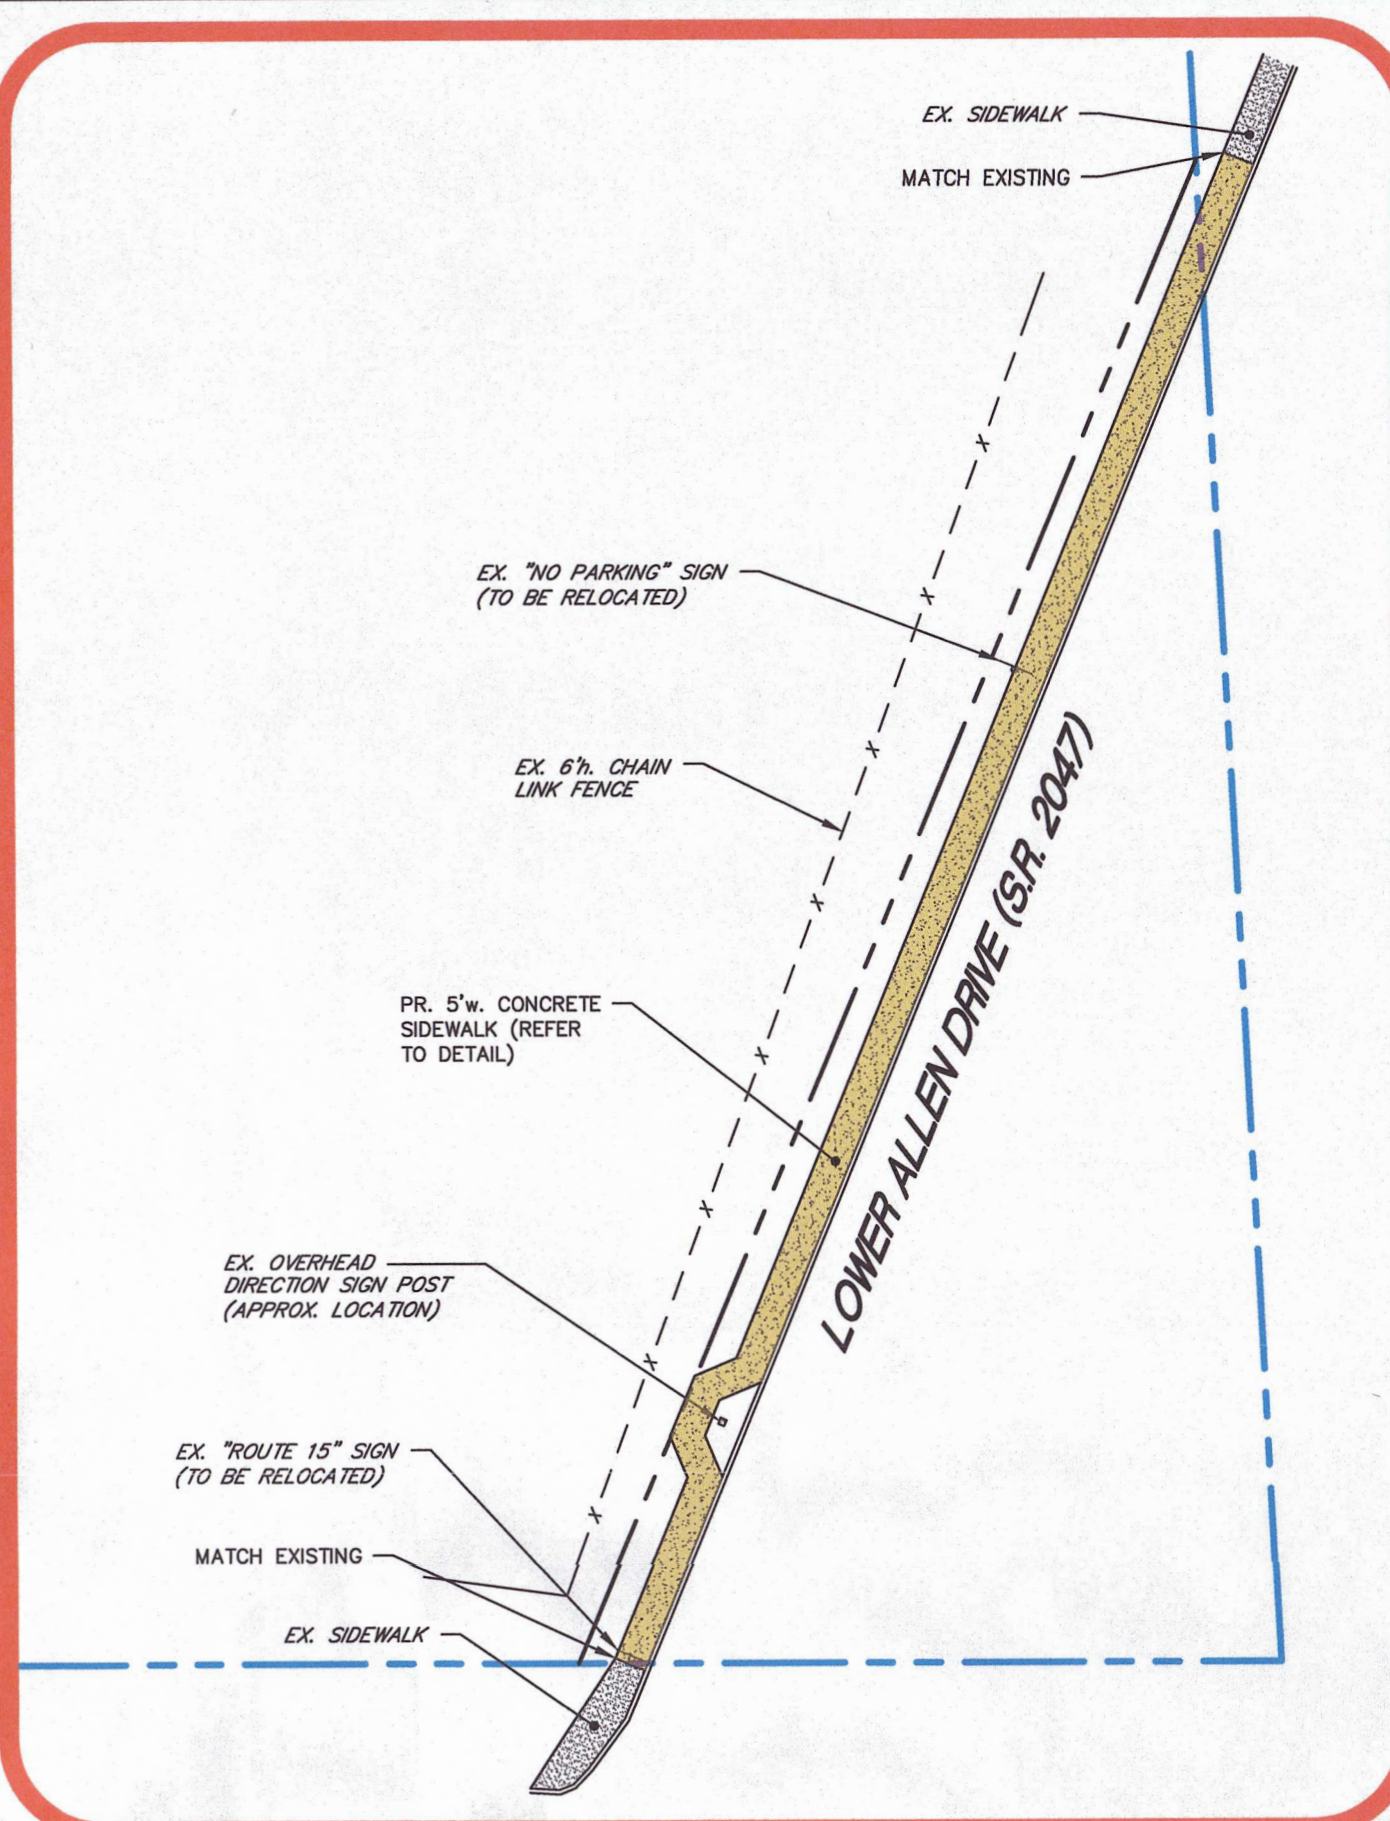 EX. SIDEWALK
MATCH EXISTING
EX. "NO PARKING" SIGN
(TO BE RELOCATED)
EX. 6'h. CHAIN
LINK FENCE
LOWER ALLEN DRIVE (S.R. 2047)
PR. 5'w. CONCRETE
SIDEWALK (REFER
TO DETAIL)
EX. OVERHEAD
DIRECTION SIGN POST
(APPROX. LOCATION)
EX. "ROUTE 15" SIGN
(TO BE RELOCATED)
MATCH EXISTING
EX. SIDEWALK